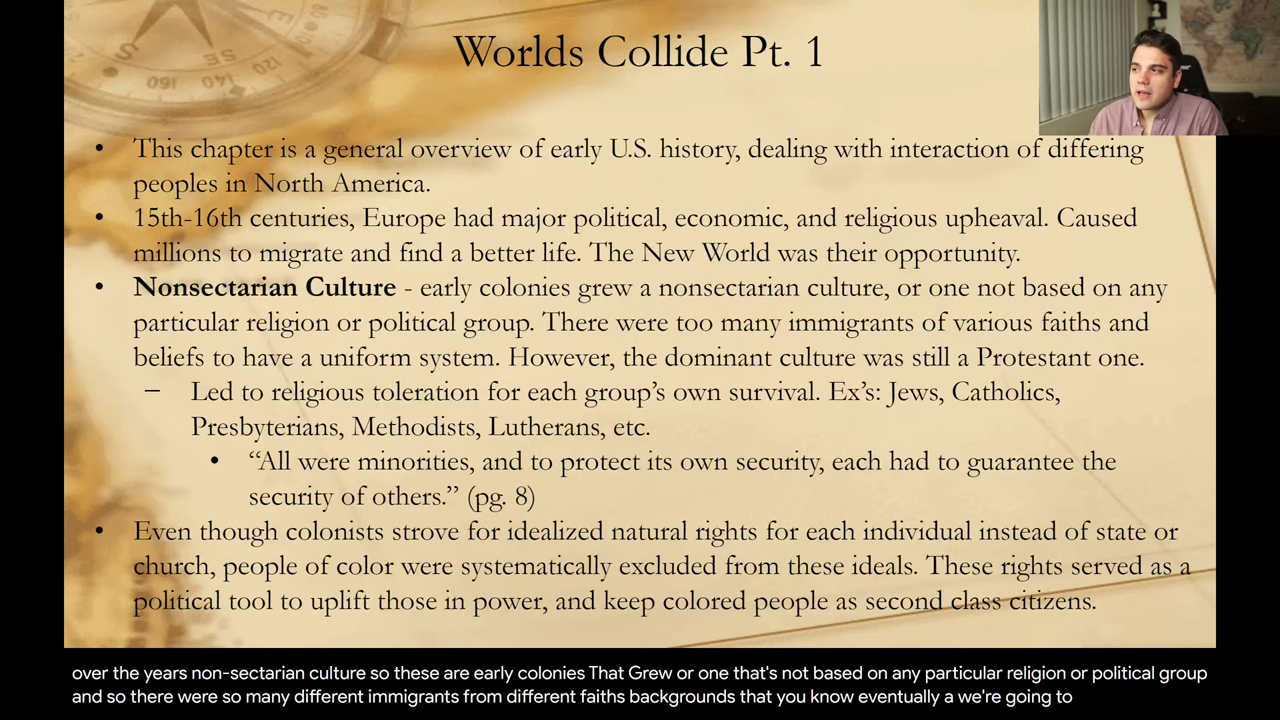 Worlds Collide Pt. 1
• This chapter is a general overview of early U.S. history, dealing with interaction of differing
peoples in North America.
• 15th-16th centuries, Europe had major political, economic, and religious upheaval. Caused
millions to migrate and find a better life. The New World was their opportunity.
• Nonsectarian Culture - early colonies grew a nonsectarian culture, or one not based on any
particular religion or political group. There were too many immigrants of various faiths and
beliefs to have a uniform system. However, the dominant culture was still a Protestant one.
– Led to religious toleration for each group’s own survival. Ex’s: Jews, Catholics,
Presbyterians, Methodists, Lutherans, etc.
• “All were minorities, and to protect its own security, each had to guarantee the
security of others.” (pg. 8)
• Even though colonists strove for idealized natural rights for each individual instead of state or
church, people of color were systematically excluded from these ideals. These rights served as a
political tool to uplift those in power, and keep colored people as second class citizens.
over the years non-sectarian culture so these are early colonies That Grew or one that's not based on any particular religion or political group
and so there were so many different immigrants from different faiths backgrounds that you know eventually a we're going to